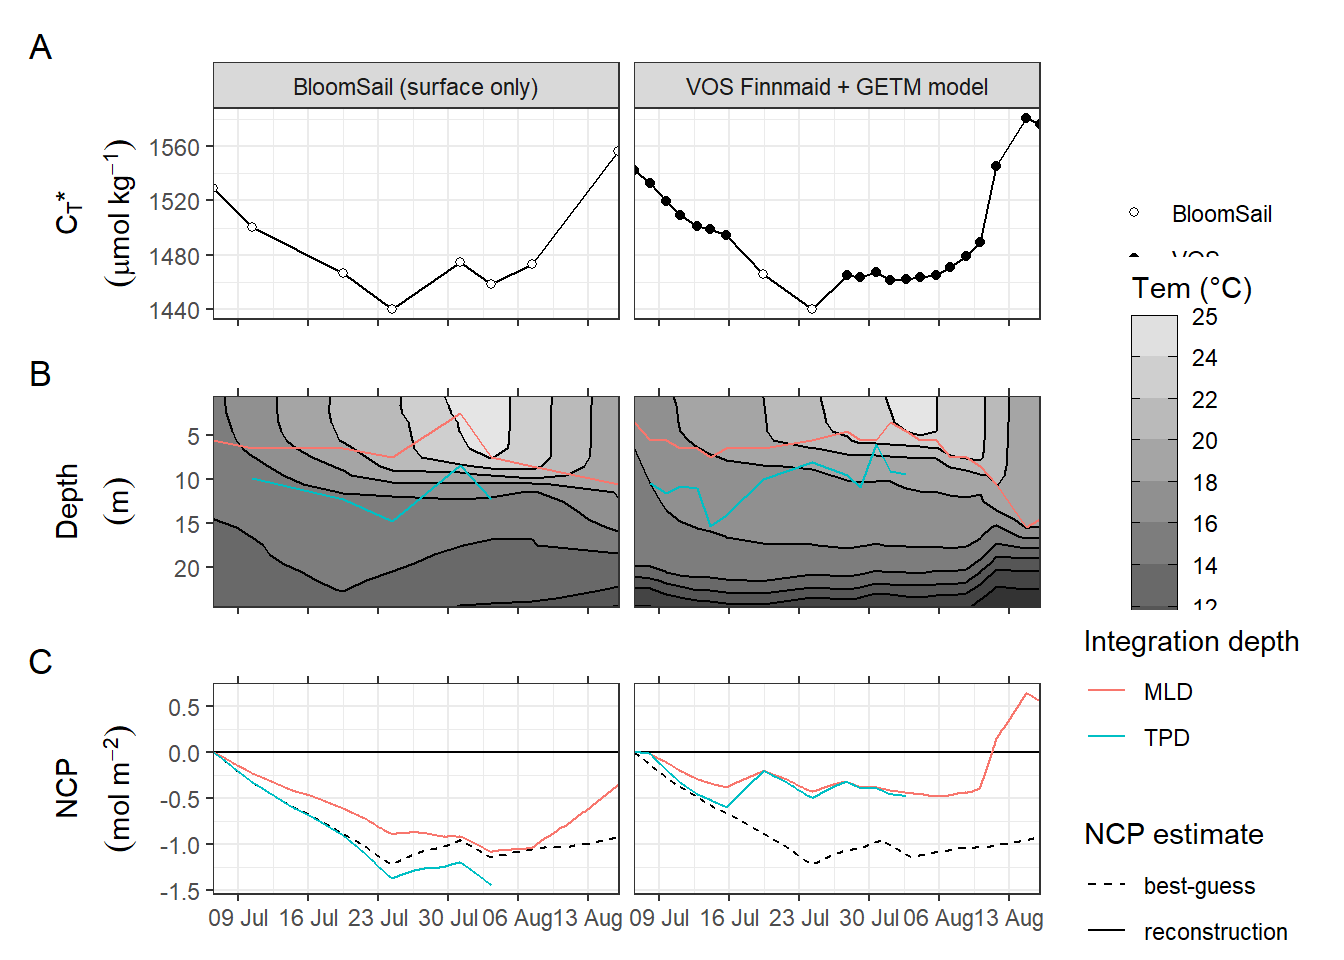 A
BloomSail (surface only)
VOS Finnmaid + GETM model
C_T*
(μmol kg⁻¹)
1560
1520
1480
1440
BloomSail
VOS
Tem (°C)
25
24
22
20
18
16
14
12
B
Depth
(m)
5
10
15
20
Integration depth
MLD
TPD
C
NCP
(mol m⁻²)
0.5
0.0
-0.5
-1.0
-1.5
09 Jul 16 Jul 23 Jul 30 Jul 06 Aug 13 Aug
09 Jul 16 Jul 23 Jul 30 Jul 06 Aug 13 Aug
NCP estimate
best-guess
reconstruction